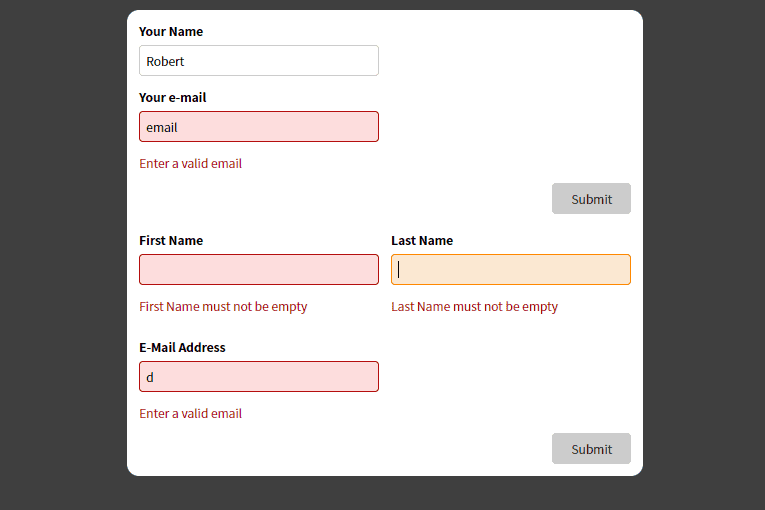 Your Name
Robert
Your e-mail
email
Enter a valid email
Submit
First Name
Last Name
First Name must not be empty
Last Name must not be empty
E-Mail Address
d
Enter a valid email
Submit